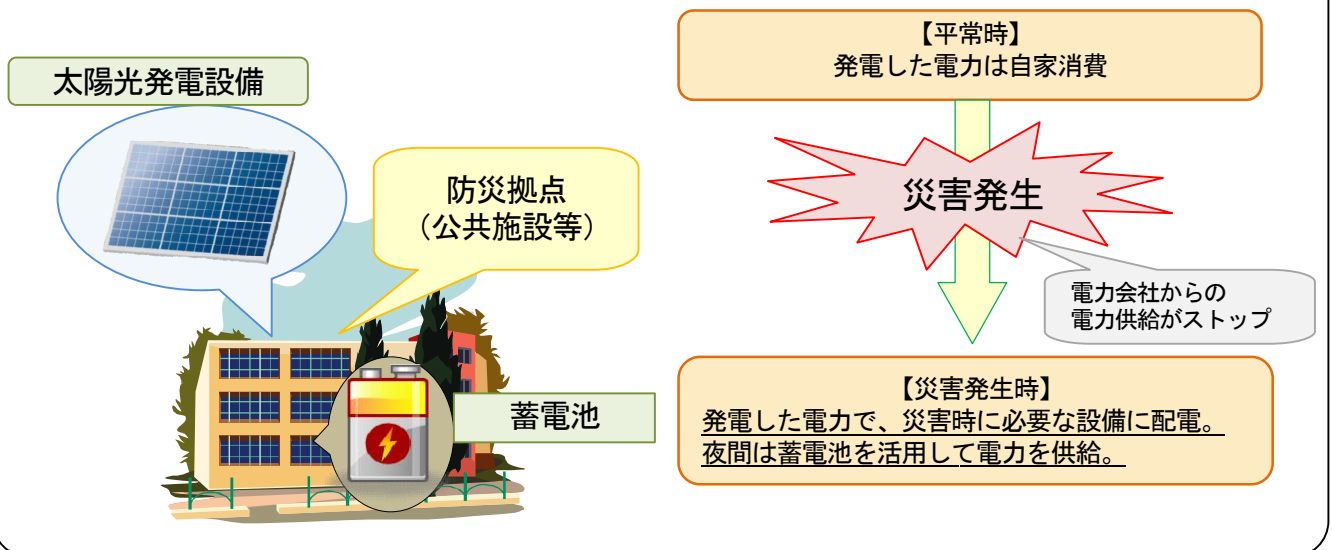 太陽光発電設備
防災拠点
（公共施設等）
蓄電池
【平常時】
発電した電力は自家消費
災害発生
電力会社からの
電力供給がストップ
【災害発生時】
発電した電力で、災害時に必要な設備に配電。
夜間は蓄電池を活用して電力を供給。